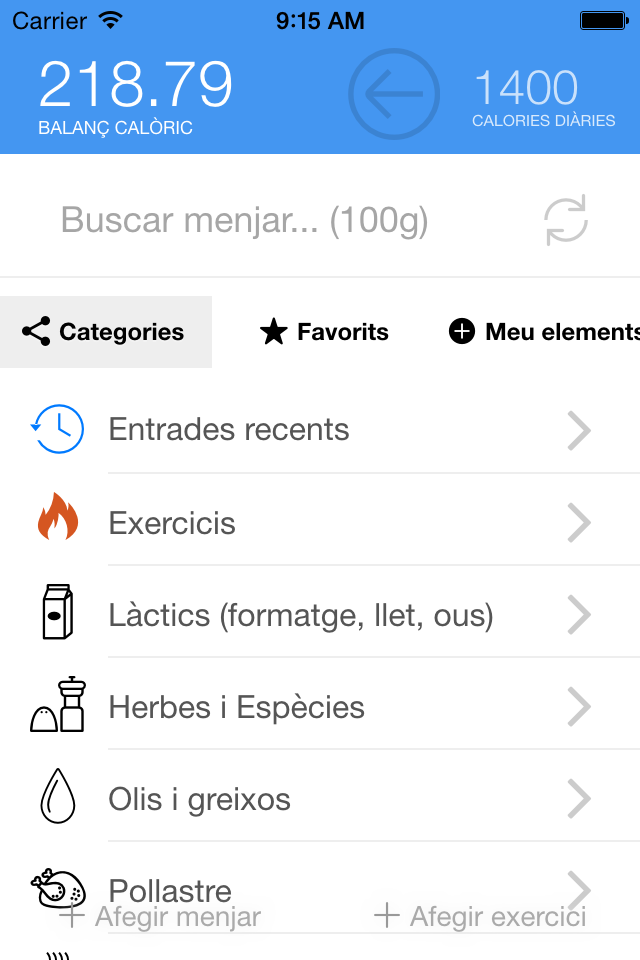 Carrier 9:15 AM
218.79 1400
BALANÇ CALÒRIC CALORIES DIÀRIES
Buscar menjar... (100g)
Categories Favorits Meu elements
Entrades recents
Exercicis
Làctics (formatge, llet, ous)
Herbes i Espècies
Olis i greixos
Pollastre
Afegir menjar Afegir exercici